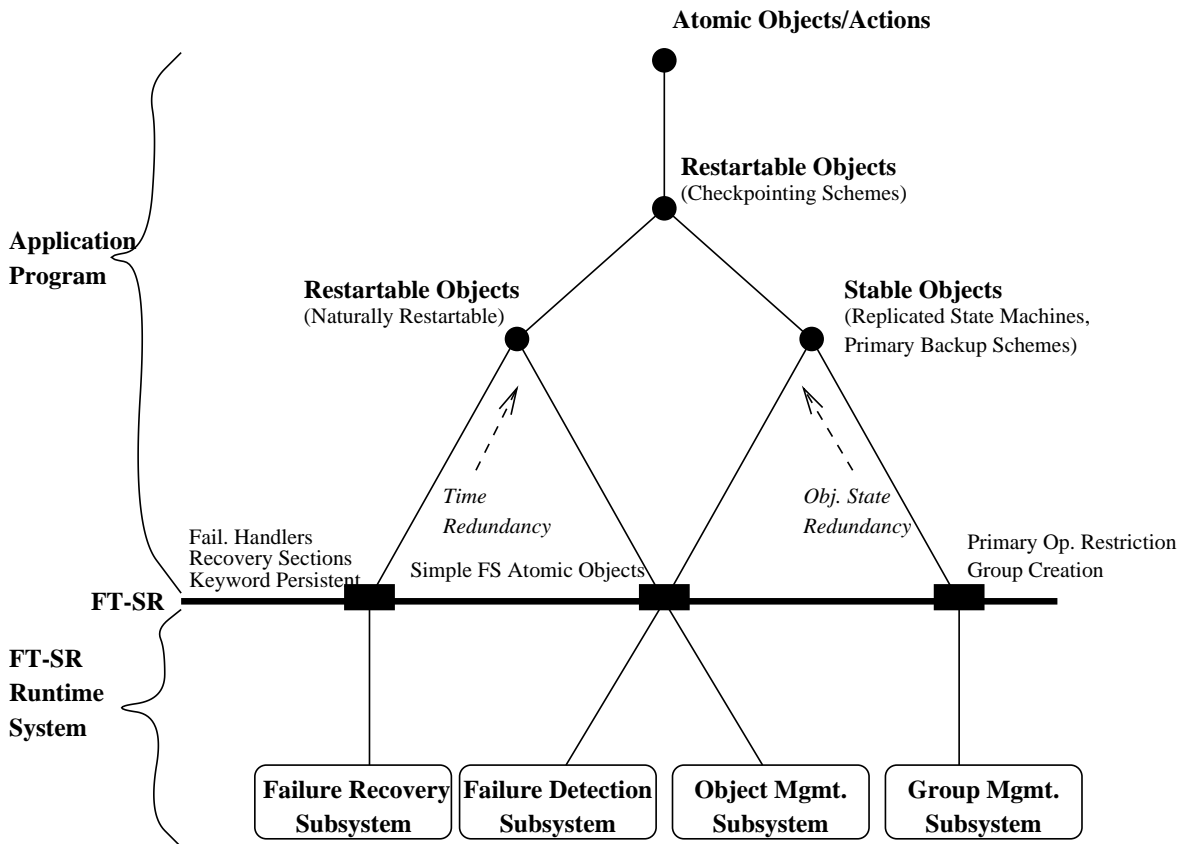 Atomic Objects/Actions
Restartable Objects
(Checkpointing Schemes)
Application
Program
Restartable Objects
(Naturally Restartable)
Stable Objects
(Replicated State Machines,
Primary Backup Schemes)
Time
Redundancy
Obj. State
Redundancy
Fail. Handlers
Recovery Sections
Keyword Persistent
Simple FS Atomic Objects
Primary Op. Restriction
Group Creation
FT-SR
FT-SR
Runtime
System
Failure Recovery
Subsystem
Failure Detection
Subsystem
Object Mgmt.
Subsystem
Group Mgmt.
Subsystem